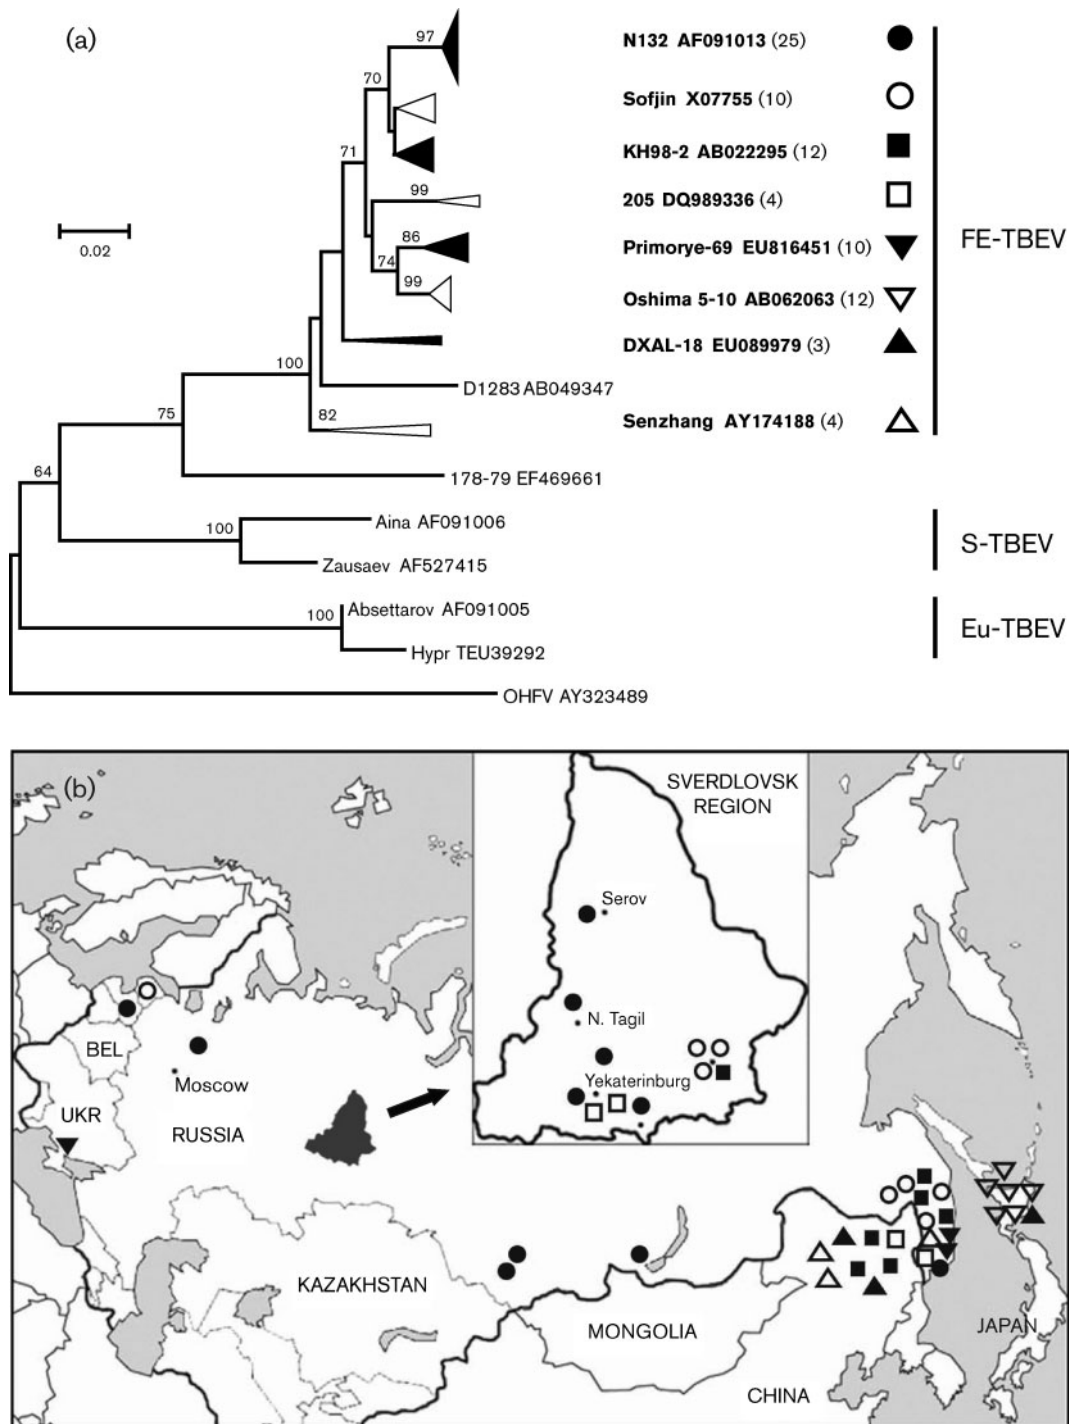 (a)
97
N132 AF091013 (25)
70
Sofjin X07755 (10)
71
KH98-2 AB022295 (12)
99
205 DQ989336 (4)
0.02
FE-TBEV
86
Primorye-69 EU816451 (10)
74
99
Oshima 5-10 AB062063 (12)
DXAL-18 EU089979 (3)
100
D1283 AB049347
75
82
Senzhang AY174188 (4)
64
178-79 EF469661
100
Aina AF091006
S-TBEV
Zausaev AF527415
100
Absettarov AF091005
Eu-TBEV
Hypr TEU39292
OHFV AY323489
(b)
SVERDLOVSK
REGION
Serov
N. Tagil
BEL
Moscow
Yekaterinburg
UKR
RUSSIA
KAZAKHSTAN
MONGOLIA
JAPAN
CHINA